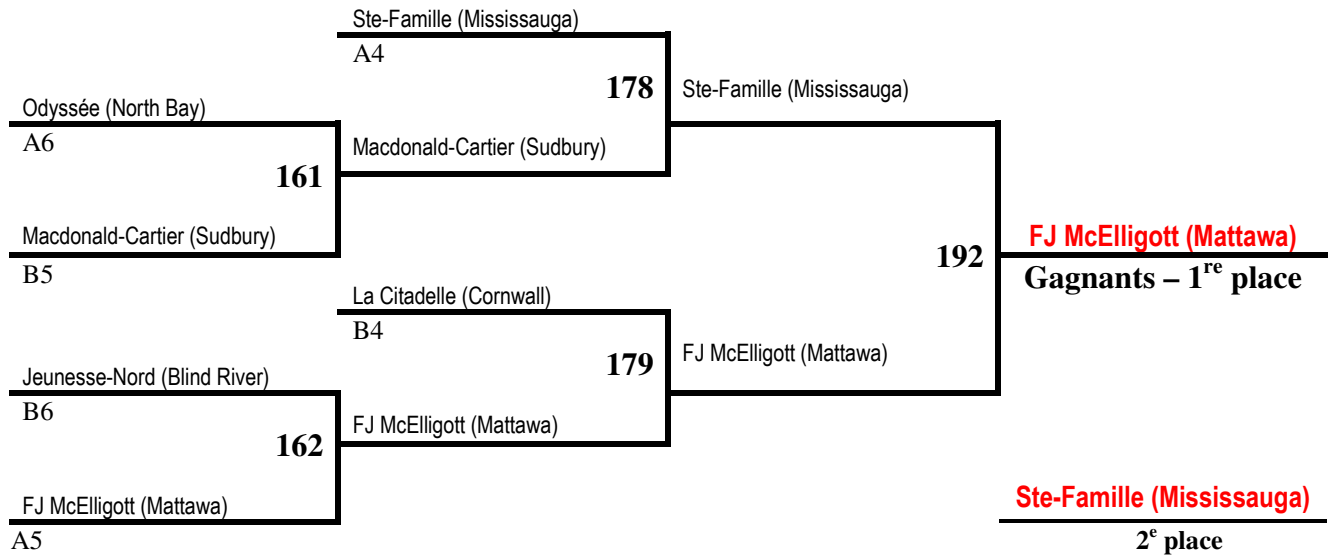 Ste-Famille (Mississauga)
A4
178
Ste-Famille (Mississauga)
Odyssée (North Bay)
A6
Macdonald-Cartier (Sudbury)
161
Macdonald-Cartier (Sudbury)
B5
FJ McElligott (Mattawa)
192
Gagnants – 1re place
La Citadelle (Cornwall)
B4
179
FJ McElligott (Mattawa)
Jeunesse-Nord (Blind River)
B6
FJ McElligott (Mattawa)
162
FJ McElligott (Mattawa)
A5
Ste-Famille (Mississauga)
2e place